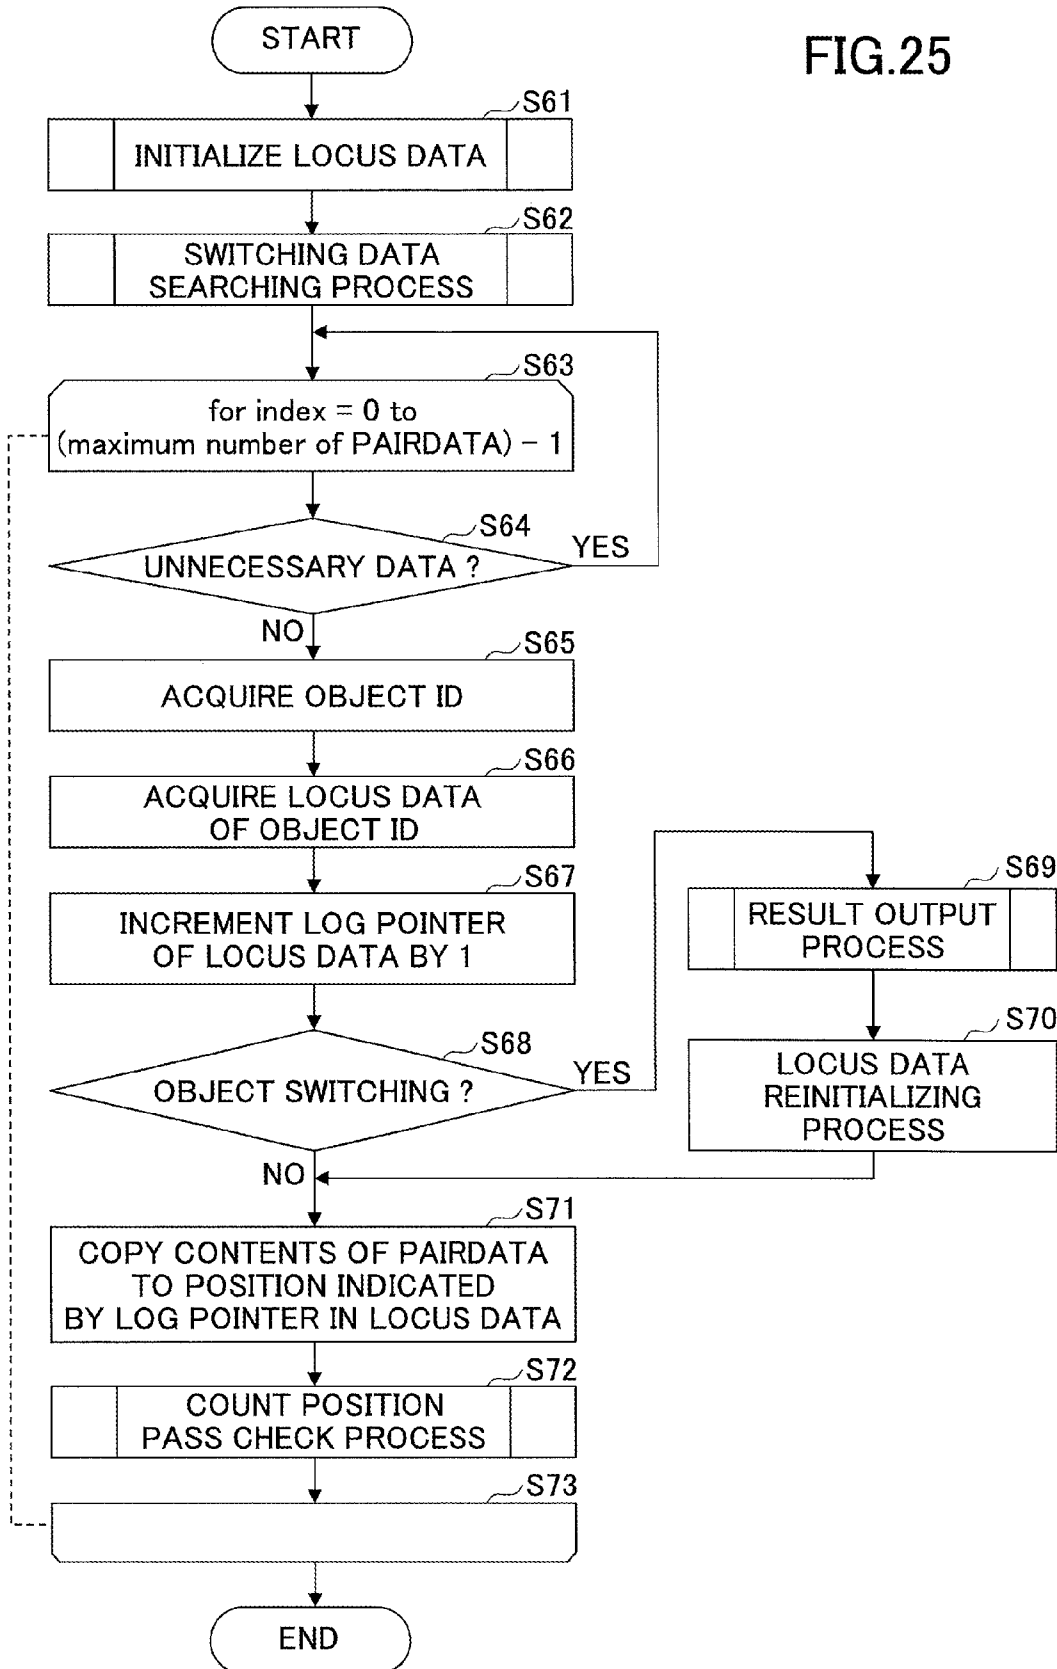 START
FIG.25
S61
INITIALIZE LOCUS DATA
S62
SWITCHING DATA
SEARCHING PROCESS
S63
for index = 0 to
(maximum number of PAIRDATA) - 1
S64
UNNECESSARY DATA ?
YES
NO
S65
ACQUIRE OBJECT ID
S66
ACQUIRE LOCUS DATA
OF OBJECT ID
S67
INCREMENT LOG POINTER
OF LOCUS DATA BY 1
S68
OBJECT SWITCHING ?
YES
NO
S69
RESULT OUTPUT
PROCESS
S70
LOCUS DATA
REINITIALIZING
PROCESS
S71
COPY CONTENTS OF PAIRDATA
TO POSITION INDICATED
BY LOG POINTER IN LOCUS DATA
S72
COUNT POSITION
PASS CHECK PROCESS
S73
END